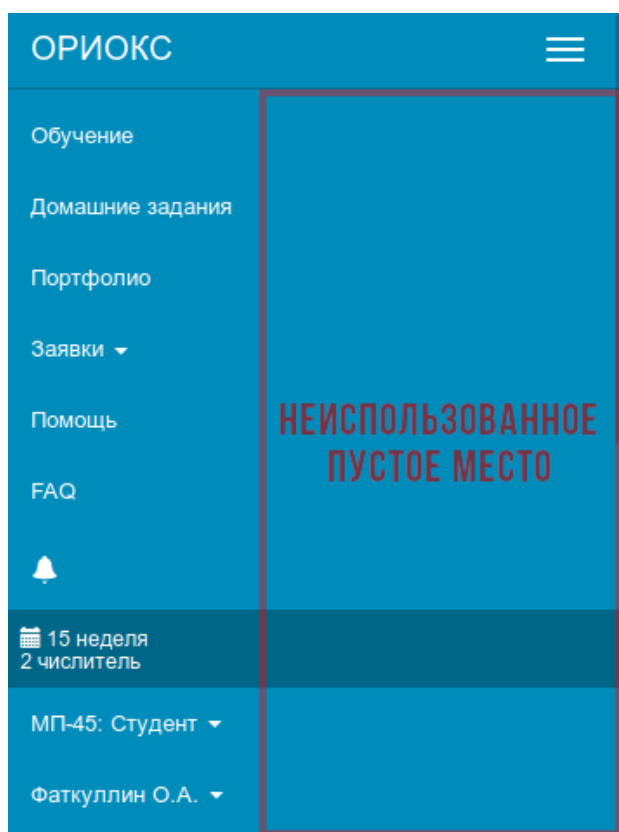 ОРИОКС
Обучение
Домашние задания
Портфолио
Заявки
Помощь
FAQ
НЕИСПОЛЬЗОВАННОЕ
ПУСТОЕ МЕСТО
15 неделя
2 числитель
МП-45: Студент
Фаткуллин О.А.